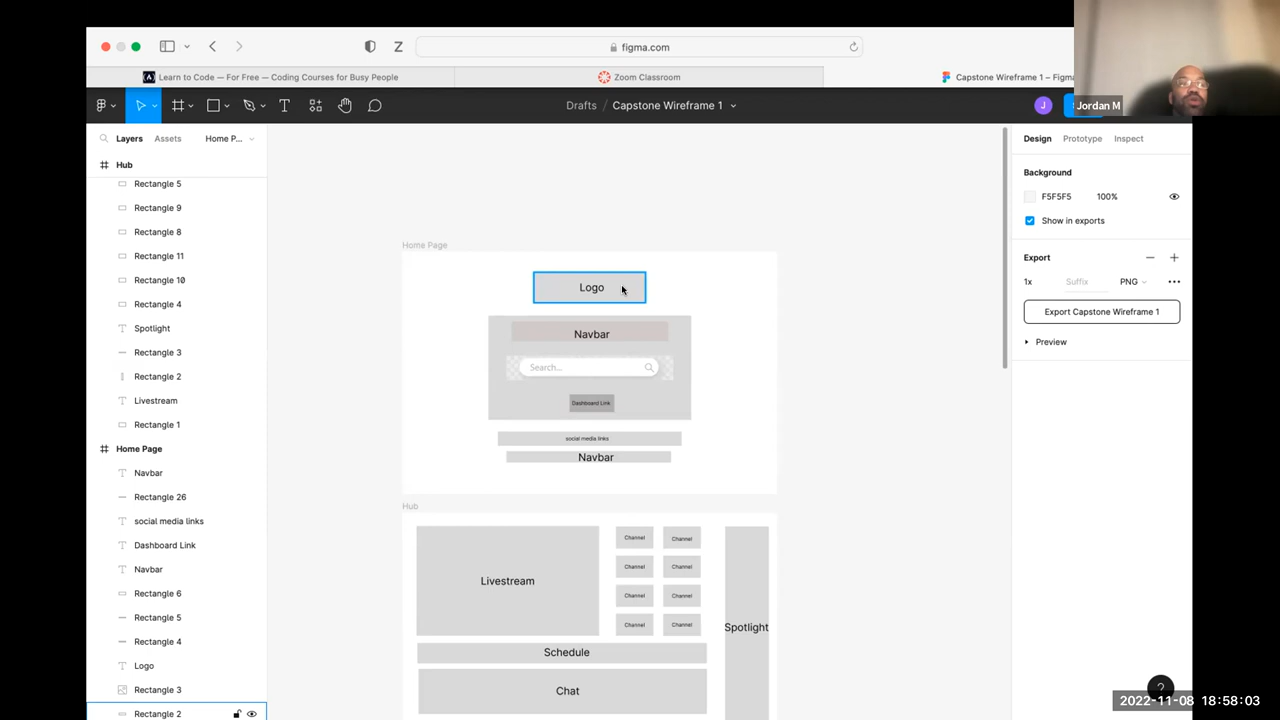 figma.com
Learn to Code — For Free — Coding Courses for Busy People
Zoom Classroom
Capstone Wireframe 1 – Figma
Jordan M
Drafts / Capstone Wireframe 1
J
Layers
Assets
Home P...
Hub
Rectangle 5
Rectangle 9
Rectangle 8
Rectangle 11
Rectangle 10
Rectangle 4
Spotlight
Rectangle 3
Rectangle 2
Livestream
Rectangle 1
Home Page
Navbar
Rectangle 26
social media links
Dashboard Link
Navbar
Rectangle 6
Rectangle 5
Rectangle 4
Logo
Rectangle 3
Rectangle 2
Home Page
Logo
Navbar
Search...
Dashboard Link
social media links
Navbar
Hub
Livestream
Channel Channel
Channel Channel
Channel Channel
Channel Channel
Spotlight
Schedule
Chat
Design
Prototype
Inspect
Background
F5F5F5 100%
Show in exports
Export
1x Suffix PNG
Export Capstone Wireframe 1
Preview
?
2022-11-08 18:58:03